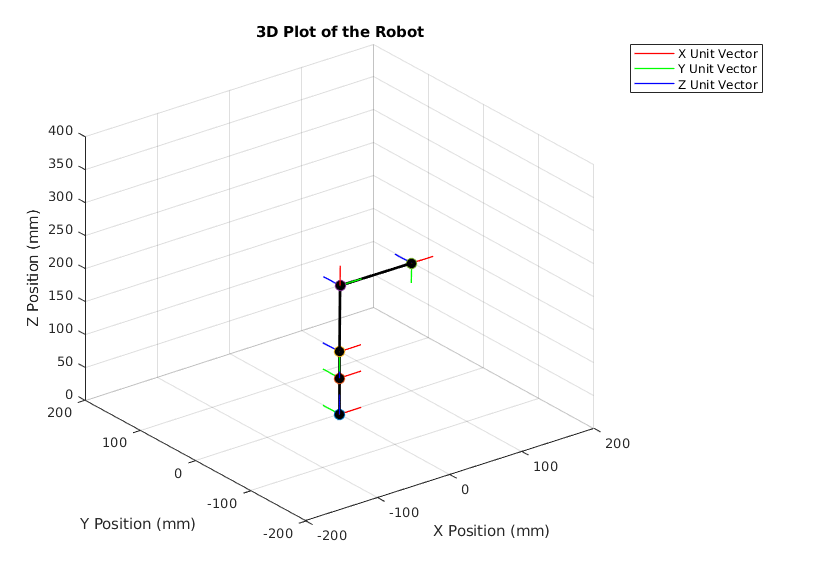 3D Plot of the Robot
X Unit Vector
Y Unit Vector
Z Unit Vector
400
350
300
250
200
150
100
50
0
Z Position (mm)
200
100
0
-100
-200
Y Position (mm)
-200
-100
0
100
200
X Position (mm)